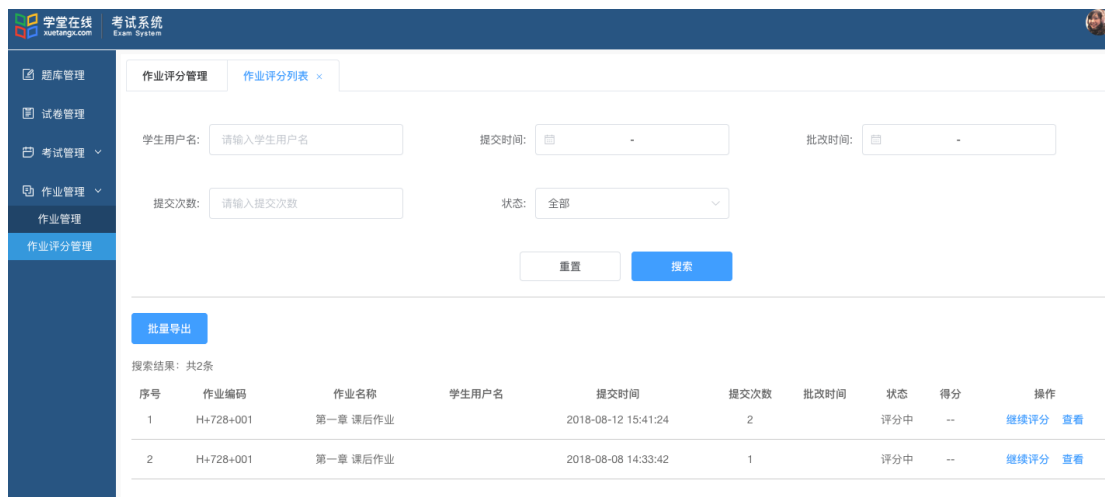 学堂在线 考试系统
xuetangx.com Exam System
题库管理
试卷管理
考试管理
作业管理
作业管理
作业评分管理
作业评分管理 作业评分列表 ×
学生用户名: 请输入学生用户名 提交时间: - 批改时间: -
提交次数: 请输入提交次数 状态: 全部
重置 搜索
批量导出
搜索结果：共2条
序号 作业编码 作业名称 学生用户名 提交时间 提交次数 批改时间 状态 得分 操作
1 H+728+001 第一章 课后作业 2018-08-12 15:41:24 2 评分中 -- 继续评分 查看
2 H+728+001 第一章 课后作业 2018-08-08 14:33:42 1 评分中 -- 继续评分 查看